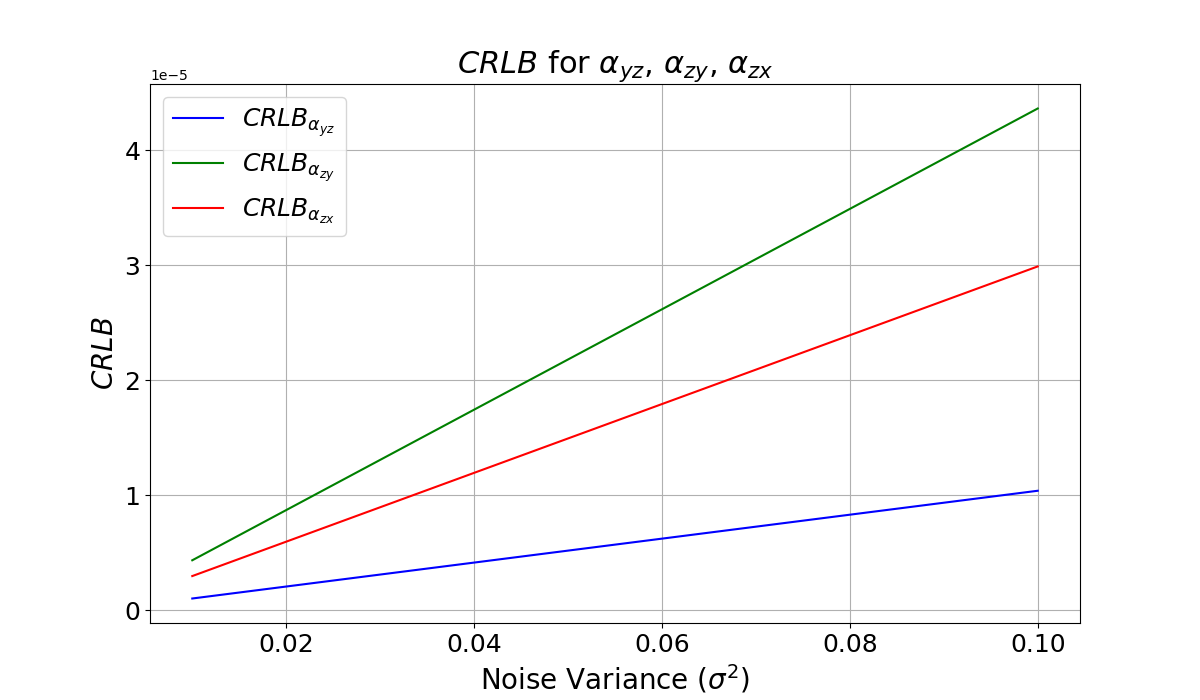 CRLB for α_yz, α_zy, α_zx
1e−5
CRLB_α_yz
CRLB_α_zy
CRLB_α_zx
4
3
2
1
0
CRLB
0.02 0.04 0.06 0.08 0.10
Noise Variance (σ²)